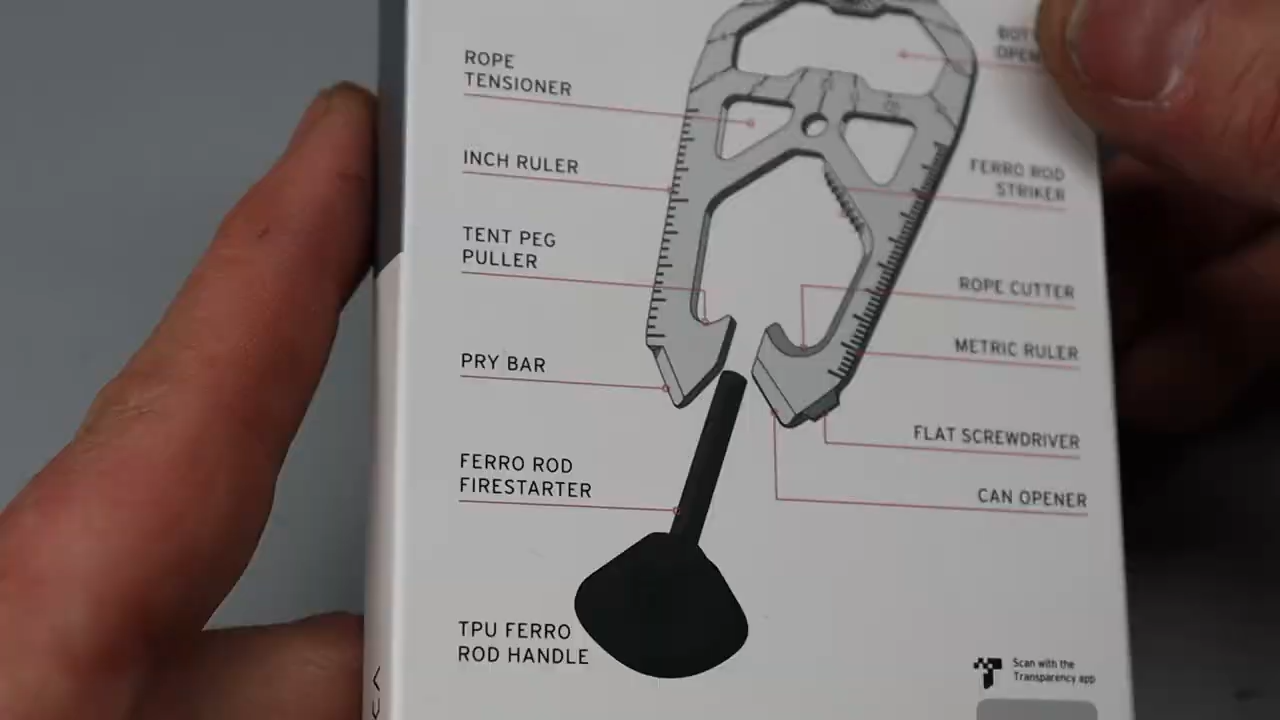 ROPE
TENSIONER
INCH RULER
TENT PEG
PULLER
PRY BAR
FERRO ROD
FIRESTARTER
TPU FERRO
ROD HANDLE
FERRO ROD
STRIKER
ROPE CUTTER
METRIC RULER
FLAT SCREWDRIVER
CAN OPENER
Scan with the
Transparency app